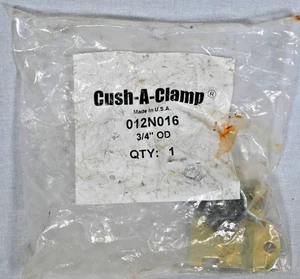 Cush-A-Clamp®
Made In U.S.A.
012N016
3/4" OD
QTY: 1